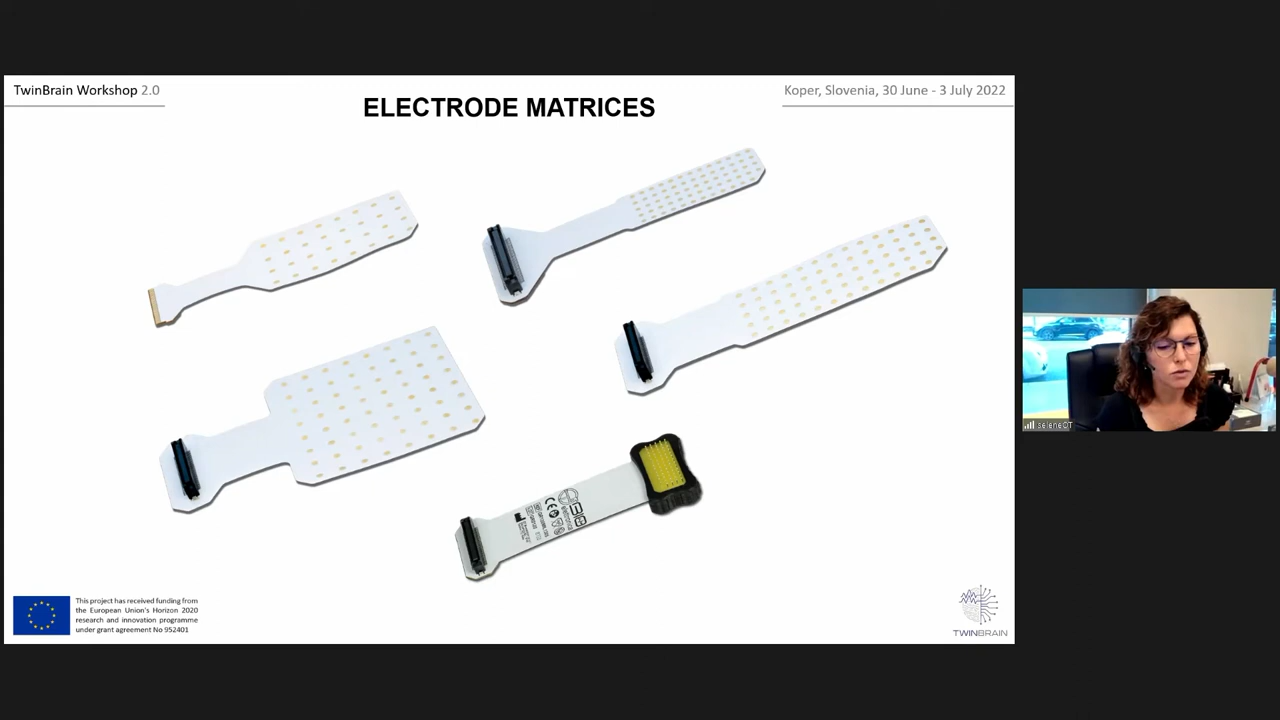 TwinBrain Workshop 2.0
Koper, Slovenia, 30 June - 3 July 2022
ELECTRODE MATRICES
This project has received funding from
the European Union's Horizon 2020
research and innovation programme
under grant agreement No 952401
TWINBRAIN
seleneOT